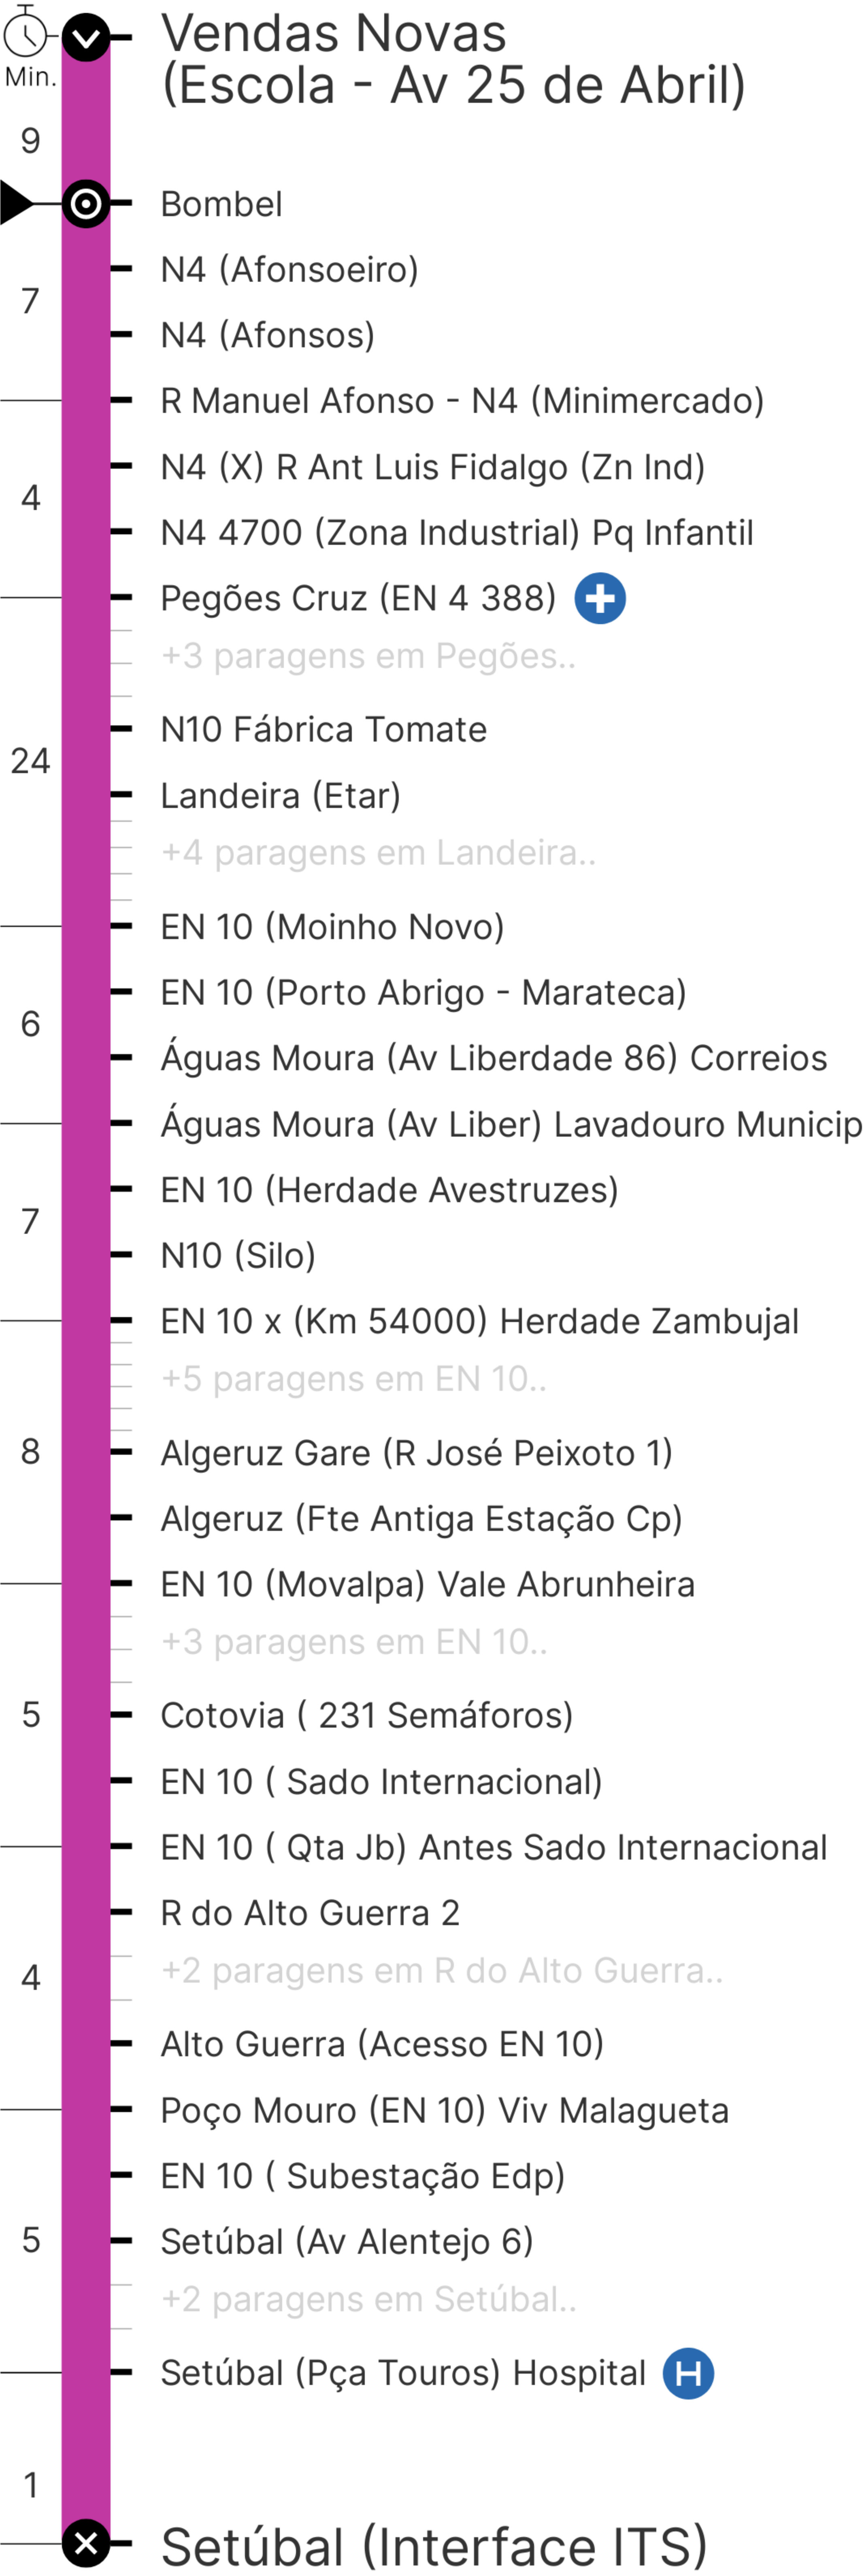 Vendas Novas
(Escola - Av 25 de Abril)
Min.
9
Bombel
N4 (Afonsoeiro)
7
N4 (Afonsos)
R Manuel Afonso - N4 (Minimercado)
N4 (X) R Ant Luis Fidalgo (Zn Ind)
4
N4 4700 (Zona Industrial) Pq Infantil
Pegões Cruz (EN 4 388)
+3 paragens em Pegões..
N10 Fábrica Tomate
24
Landeira (Etar)
+4 paragens em Landeira..
EN 10 (Moinho Novo)
EN 10 (Porto Abrigo - Marateca)
6
Águas Moura (Av Liberdade 86) Correios
Águas Moura (Av Liber) Lavadouro Municip
EN 10 (Herdade Avestruzes)
7
N10 (Silo)
EN 10 x (Km 54000) Herdade Zambujal
+5 paragens em EN 10..
8
Algeruz Gare (R José Peixoto 1)
Algeruz (Fte Antiga Estação Cp)
EN 10 (Movalpa) Vale Abrunheira
+3 paragens em EN 10..
5
Cotovia ( 231 Semáforos)
EN 10 ( Sado Internacional)
EN 10 ( Qta Jb) Antes Sado Internacional
R do Alto Guerra 2
+2 paragens em R do Alto Guerra..
4
Alto Guerra (Acesso EN 10)
Poço Mouro (EN 10) Viv Malagueta
EN 10 ( Subestação Edp)
5
Setúbal (Av Alentejo 6)
+2 paragens em Setúbal..
Setúbal (Pça Touros) Hospital H
1
Setúbal (Interface ITS)